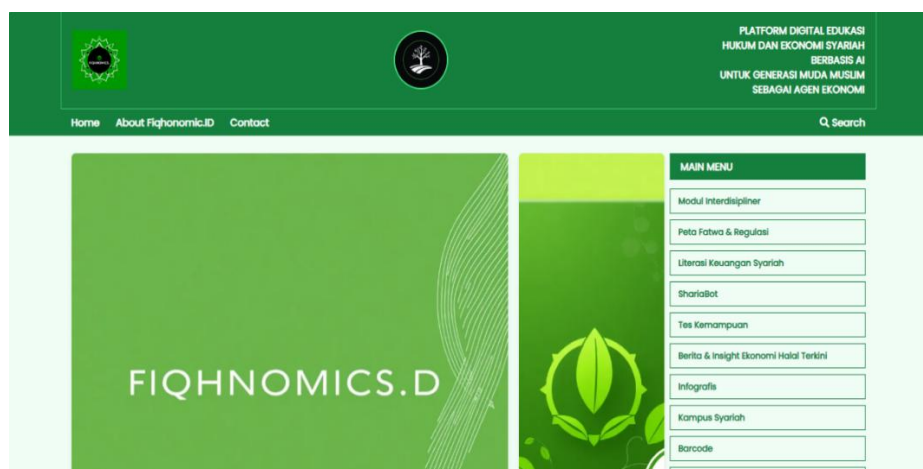 PLATFORM DIGITAL EDUKASI
HUKUM DAN EKONOMI SYARIAH
BERBASIS AI
UNTUK GENERASI MUDA MUSLIM
SEBAGAI AGEN EKONOMI
Home About Fiqhonomic.ID Contact
Search
MAIN MENU
Modul Interdisipliner
Peta Fatwa & Regulasi
Literasi Keuangan Syariah
ShariaBot
Tes Kemampuan
Berita & Insight Ekonomi Halal Terkini
Infografis
Kampus Syariah
Barcode
FIQHNOMICS.D
A